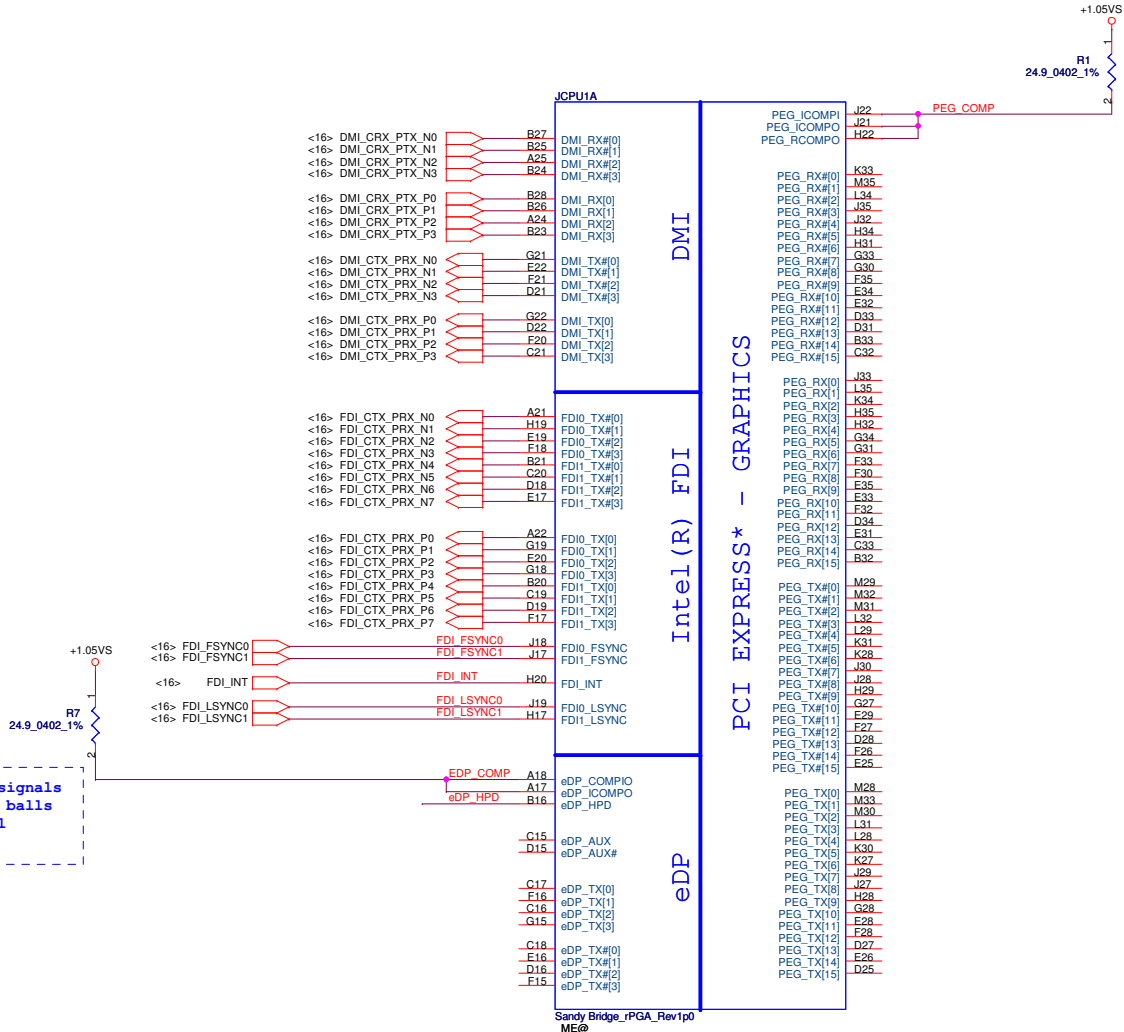 +1.05VS
1
R1
24.9_0402_1%
2
JCPU1A
PEG_ICOMPI J22 PEG_COMP
PEG_ICOMPO J21
PEG_RCOMPO H22
<16> DMI_CRX_PTX_N0 B27 DMI_RX#[0]
<16> DMI_CRX_PTX_N1 B25 DMI_RX#[1]
<16> DMI_CRX_PTX_N2 A25 DMI_RX#[2]
<16> DMI_CRX_PTX_N3 B24 DMI_RX#[3]
<16> DMI_CRX_PTX_P0 B28 DMI_RX[0]
<16> DMI_CRX_PTX_P1 B26 DMI_RX[1]
<16> DMI_CRX_PTX_P2 A24 DMI_RX[2]
<16> DMI_CRX_PTX_P3 B23 DMI_RX[3]
<16> DMI_CTX_PRX_N0 G21 DMI_TX#[0]
<16> DMI_CTX_PRX_N1 E22 DMI_TX#[1]
<16> DMI_CTX_PRX_N2 F21 DMI_TX#[2]
<16> DMI_CTX_PRX_N3 D21 DMI_TX#[3]
<16> DMI_CTX_PRX_P0 G22 DMI_TX[0]
<16> DMI_CTX_PRX_P1 D22 DMI_TX[1]
<16> DMI_CTX_PRX_P2 F20 DMI_TX[2]
<16> DMI_CTX_PRX_P3 C21 DMI_TX[3]
DMI
<16> FDI_CTX_PRX_N0 A21 FDI0_TX#[0]
<16> FDI_CTX_PRX_N1 H19 FDI0_TX#[1]
<16> FDI_CTX_PRX_N2 E19 FDI0_TX#[2]
<16> FDI_CTX_PRX_N3 F18 FDI0_TX#[3]
<16> FDI_CTX_PRX_N4 B21 FDI1_TX#[0]
<16> FDI_CTX_PRX_N5 C20 FDI1_TX#[1]
<16> FDI_CTX_PRX_N6 D18 FDI1_TX#[2]
<16> FDI_CTX_PRX_N7 E17 FDI1_TX#[3]
<16> FDI_CTX_PRX_P0 A22 FDI0_TX[0]
<16> FDI_CTX_PRX_P1 G19 FDI0_TX[1]
<16> FDI_CTX_PRX_P2 E20 FDI0_TX[2]
<16> FDI_CTX_PRX_P3 G18 FDI0_TX[3]
<16> FDI_CTX_PRX_P4 B20 FDI1_TX[0]
<16> FDI_CTX_PRX_P5 C19 FDI1_TX[1]
<16> FDI_CTX_PRX_P6 D19 FDI1_TX[2]
<16> FDI_CTX_PRX_P7 F17 FDI1_TX[3]
<16> FDI_FSYNC0 FDI_FSYNC0 J18 FDI0_FSYNC
<16> FDI_FSYNC1 FDI_FSYNC1 J17 FDI1_FSYNC
<16> FDI_INT FDI_INT H20 FDI_INT
<16> FDI_LSYNC0 FDI_LSYNC0 J19 FDI0_LSYNC
<16> FDI_LSYNC1 FDI_LSYNC1 H17 FDI1_LSYNC
Intel(R) FDI
+1.05VS
1
R7
24.9_0402_1%
2
signals
balls
EDP_COMP A18 eDP_COMPIO
A17 eDP_ICOMPO
eDP_HPD B16 eDP_HPD
C15 eDP_AUX
D15 eDP_AUX#
C17 eDP_TX[0]
F16 eDP_TX[1]
C16 eDP_TX[2]
G15 eDP_TX[3]
C18 eDP_TX#[0]
E16 eDP_TX#[1]
D16 eDP_TX#[2]
F15 eDP_TX#[3]
eDP
PCI EXPRESS* - GRAPHICS
PEG_RX#[0] K33
PEG_RX#[1] M35
PEG_RX#[2] L34
PEG_RX#[3] J35
PEG_RX#[4] J32
PEG_RX#[5] H34
PEG_RX#[6] H31
PEG_RX#[7] G33
PEG_RX#[8] G30
PEG_RX#[9] F35
PEG_RX#[10] E34
PEG_RX#[11] E32
PEG_RX#[12] D33
PEG_RX#[13] D31
PEG_RX#[14] B33
PEG_RX#[15] C32
PEG_RX[0] J33
PEG_RX[1] L35
PEG_RX[2] K34
PEG_RX[3] H35
PEG_RX[4] H32
PEG_RX[5] G34
PEG_RX[6] G31
PEG_RX[7] F33
PEG_RX[8] F30
PEG_RX[9] E35
PEG_RX[10] E33
PEG_RX[11] F32
PEG_RX[12] D34
PEG_RX[13] E31
PEG_RX[14] C33
PEG_RX[15] B32
PEG_TX#[0] M29
PEG_TX#[1] M32
PEG_TX#[2] M31
PEG_TX#[3] L32
PEG_TX#[4] L29
PEG_TX#[5] K31
PEG_TX#[6] K28
PEG_TX#[7] J30
PEG_TX#[8] J28
PEG_TX#[9] H29
PEG_TX#[10] G27
PEG_TX#[11] E29
PEG_TX#[12] F27
PEG_TX#[13] D28
PEG_TX#[14] F26
PEG_TX#[15] E25
PEG_TX[0] M28
PEG_TX[1] M33
PEG_TX[2] M30
PEG_TX[3] L31
PEG_TX[4] L28
PEG_TX[5] K30
PEG_TX[6] K27
PEG_TX[7] J29
PEG_TX[8] J27
PEG_TX[9] H28
PEG_TX[10] G28
PEG_TX[11] E28
PEG_TX[12] F28
PEG_TX[13] D27
PEG_TX[14] E26
PEG_TX[15] D25
Sandy Bridge_rPGA_Rev1p0
ME@